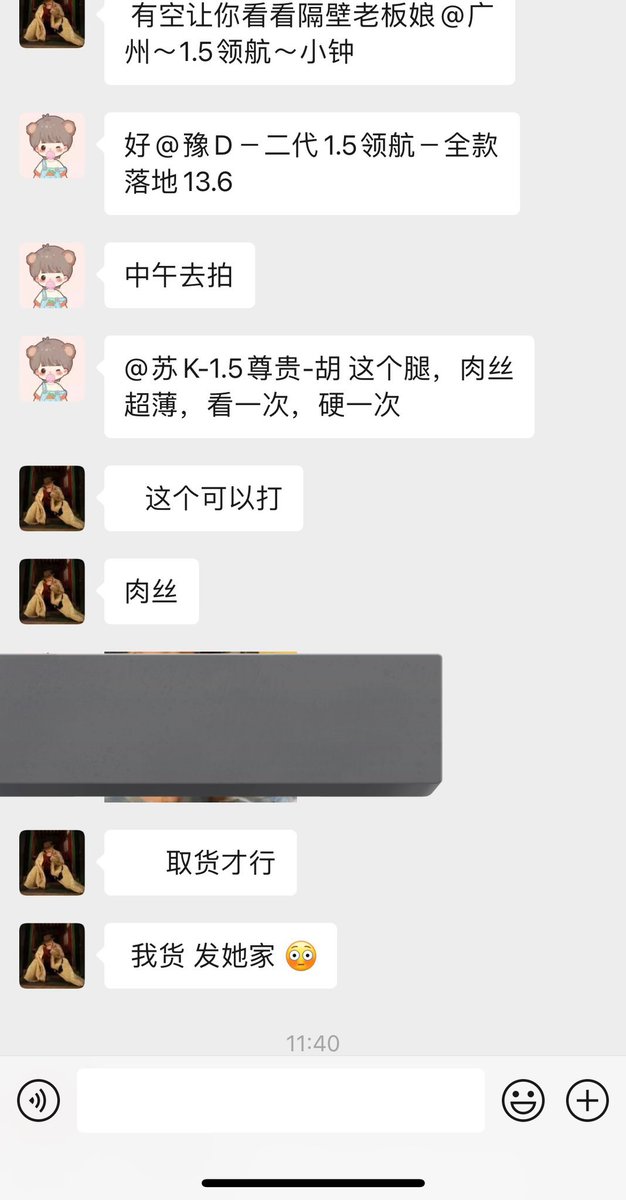 有空让你看看隔壁老板娘@广
州～1.5领航～小钟
好@豫D－二代1.5领航－全款
落地13.6
中午去拍
@苏K-1.5尊贵-胡 这个腿，肉丝
超薄，看一次，硬一次
这个可以打
肉丝
取货才行
我货 发她家 😳
11:40